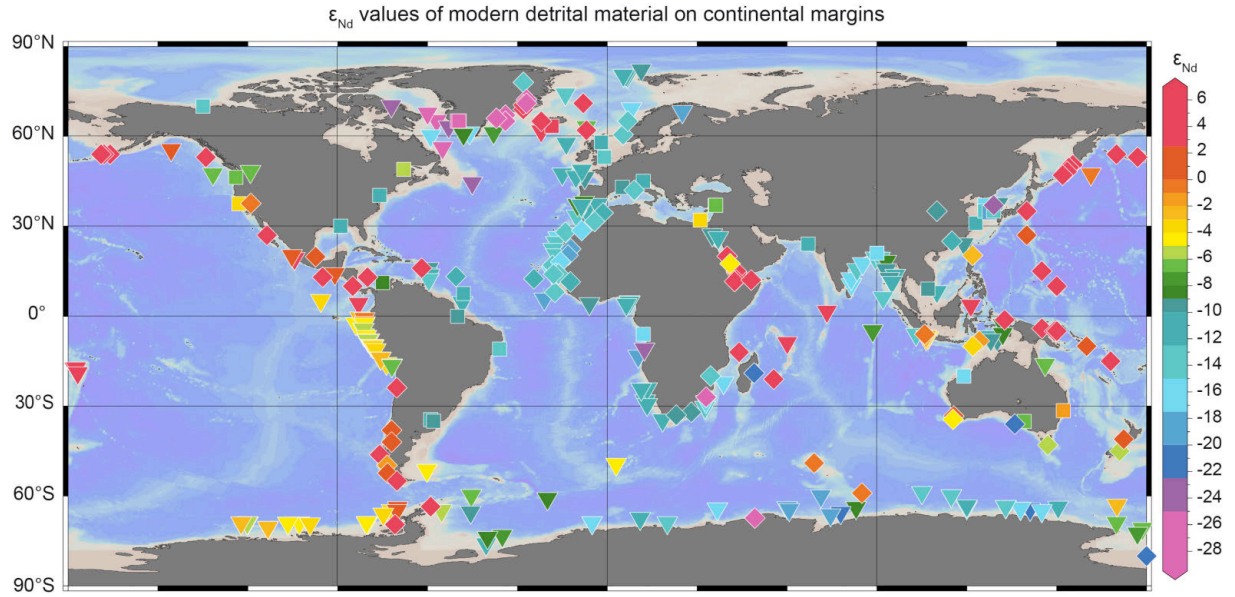 εNd values of modern detrital material on continental margins
90°N
60°N
30°N
0°
30°S
60°S
90°S
εNd
6
4
2
0
-2
-4
-6
-8
-10
-12
-14
-16
-18
-20
-22
-24
-26
-28